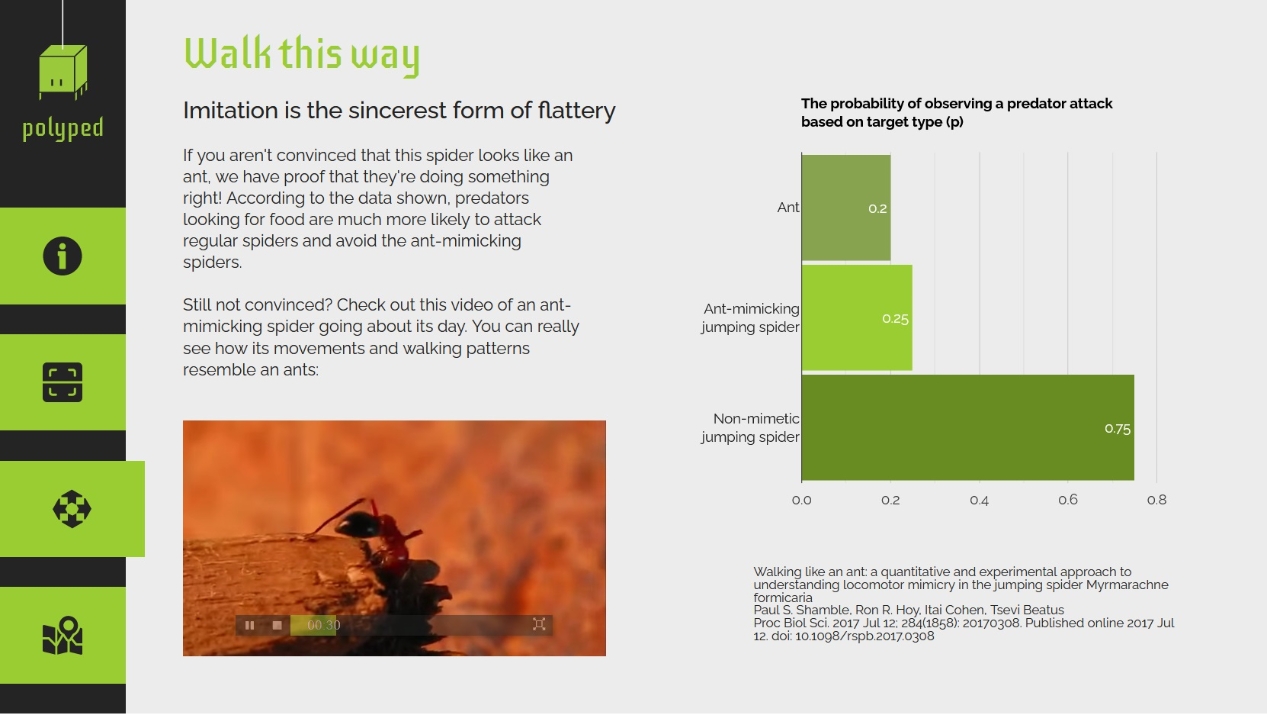 polyped
Walk this way
Imitation is the sincerest form of flattery
If you aren't convinced that this spider looks like an
ant, we have proof that they're doing something
right! According to the data shown, predators
looking for food are much more likely to attack
regular spiders and avoid the ant-mimicking
spiders.
Still not convinced? Check out this video of an ant-
mimicking spider going about its day. You can really
see how its movements and walking patterns
resemble an ants:
00 30
The probability of observing a predator attack
based on target type (p)
Ant
0.2
Ant-mimicking
jumping spider
0.25
Non-mimetic
jumping spider
0.75
0.0 0.2 0.4 0.6 0.8
Walking like an ant: a quantitative and experimental approach to
understanding locomotor mimicry in the jumping spider Myrmarachne
formicaria
Paul S. Shamble, Ron R. Hoy, Itai Cohen, Tsevi Beatus
Proc Biol Sci. 2017 Jul 12; 284(1858): 20170308. Published online 2017 Jul
12. doi: 10.1098/rspb.2017.0308